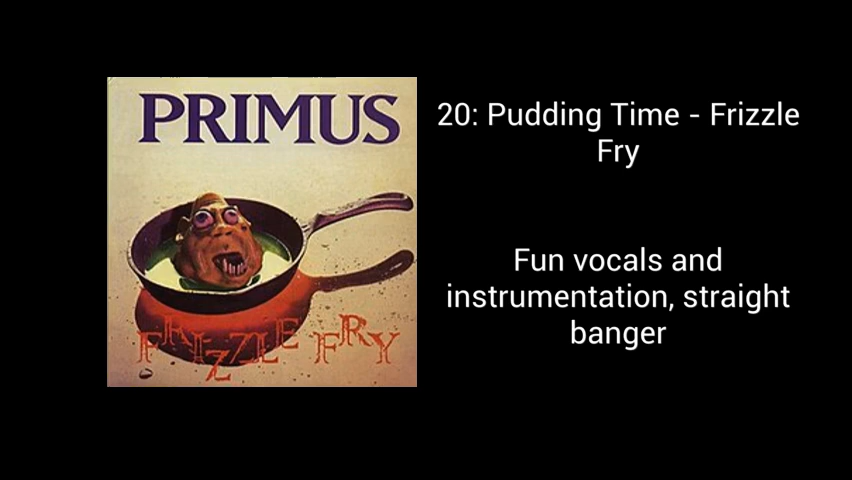 PRIMUS
FRIZZLE FRY
20: Pudding Time - Frizzle
Fry
Fun vocals and
instrumentation, straight
banger